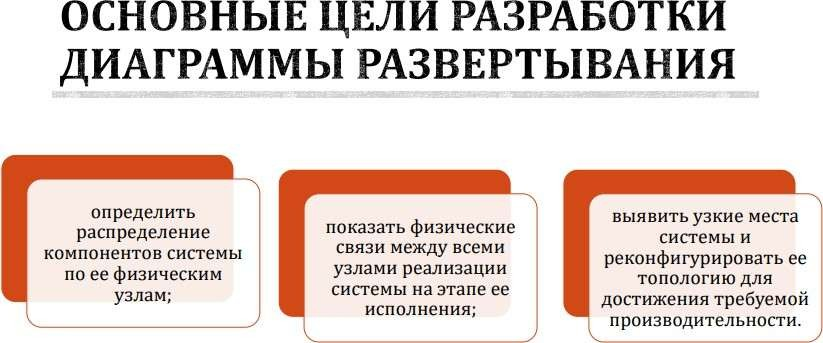 ОСНОВНЫЕ ЦЕЛИ РАЗРАБОТКИ
ДИАГРАММЫ РАЗВЕРТЫВАНИЯ
определить
распределение
компонентов системы
по ее физическим
узлам;
показать физические
связи между всеми
узлами реализации
системы на этапе ее
исполнения;
выявить узкие места
системы и
реконфигурировать ее
топологию для
достижения требуемой
производительности.